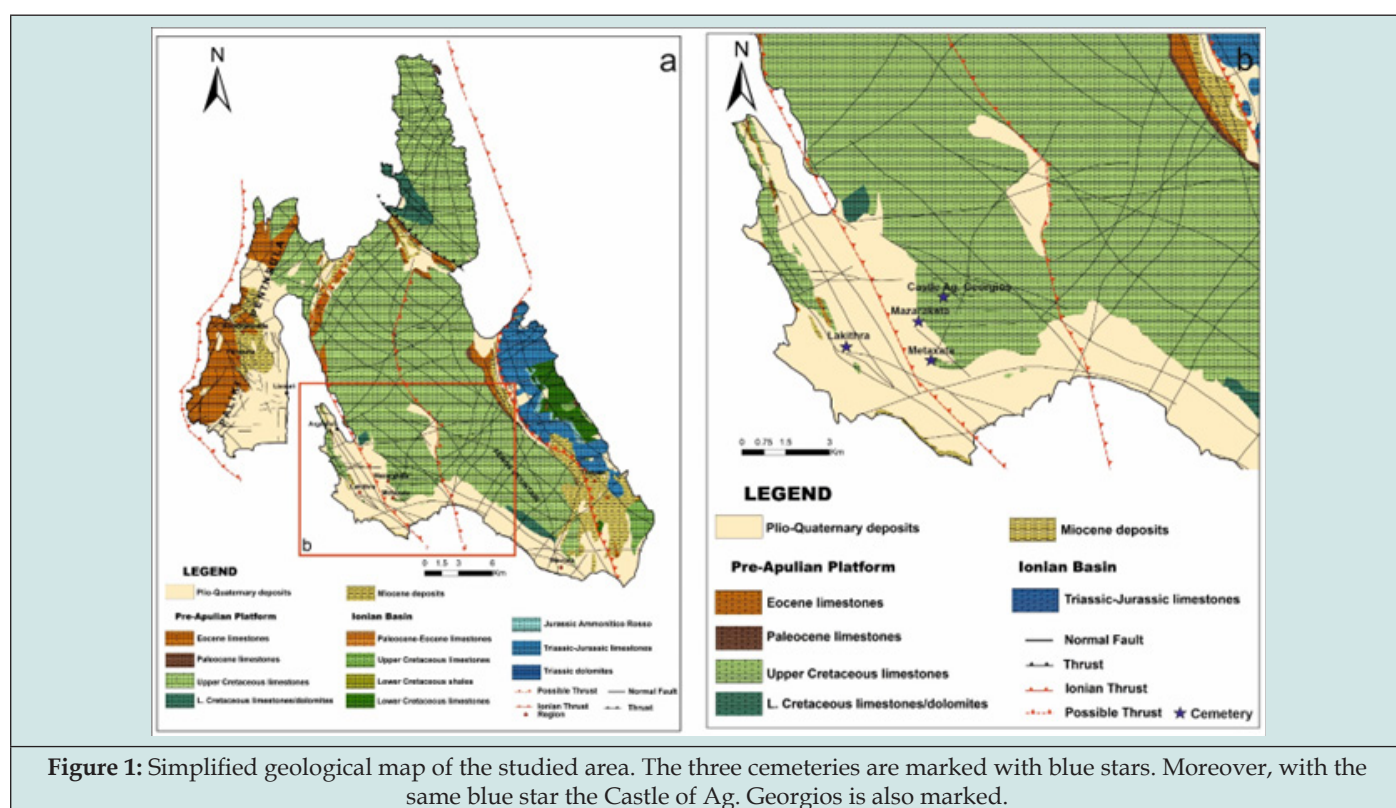 N
a
PENINSULA
Lixouri
b
0 1.5 3 6
Km
LEGEND
Plio-Quaternary deposits
Miocene deposits
Pre-Apulian Platform
Eocene limestones
Paleocene limestones
Upper Cretaceous limestones
L. Cretaceous limestones/dolomites
Ionian Basin
Paleocene-Eocene limestones
Upper Cretaceous limestones
Lower Cretaceous shales
Lower Cretaceous limestones
Jurassic Ammonitico Rosso
Triassic-Jurassic limestones
Triassic dolomites
Possible Thrust
Normal Fault
Ionian Thrust
Thrust
Region
N
b
Castle Ag. Georgios
Mazarakata
Lakithra
Metaxata
0 0.75 1.5 3
Km
LEGEND
Plio-Quaternary deposits
Miocene deposits
Pre-Apulian Platform
Eocene limestones
Paleocene limestones
Upper Cretaceous limestones
L. Cretaceous limestones/dolomites
Ionian Basin
Triassic-Jurassic limestones
Normal Fault
Thrust
Ionian Thrust
Possible Thrust
Cemetery
Figure 1: Simplified geological map of the studied area. The three cemeteries are marked with blue stars. Moreover, with the
same blue star the Castle of Ag. Georgios is also marked.